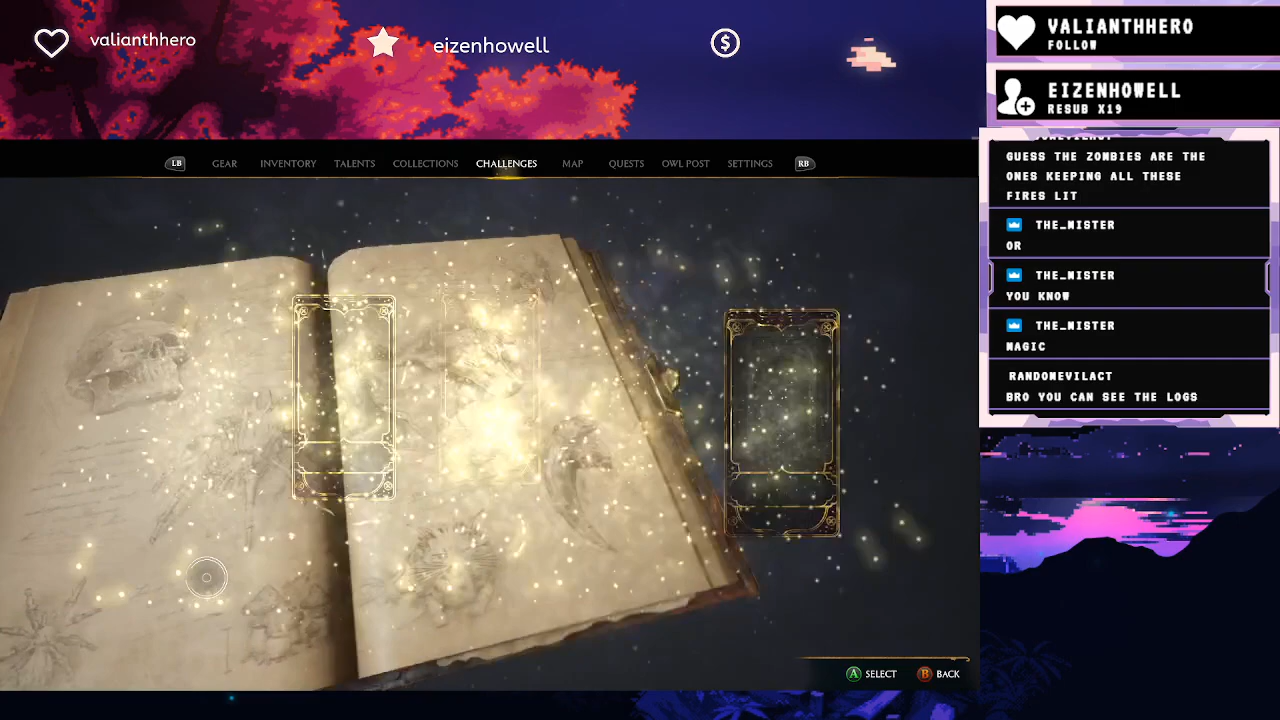 valianthhero
eizenhowell
VALIANTHHERO
FOLLOW
EIZENHOWELL
RESUB X19
LB GEAR INVENTORY TALENTS COLLECTIONS CHALLENGES MAP QUESTS OWL POST SETTINGS RB
GUESS THE ZOMBIES ARE THE
ONES KEEPING ALL THESE
FIRES LIT
THE_MISTER
OR
THE_MISTER
YOU KNOW
THE_MISTER
MAGIC
RANDOMEVILACT
BRO YOU CAN SEE THE LOGS
A SELECT B BACK